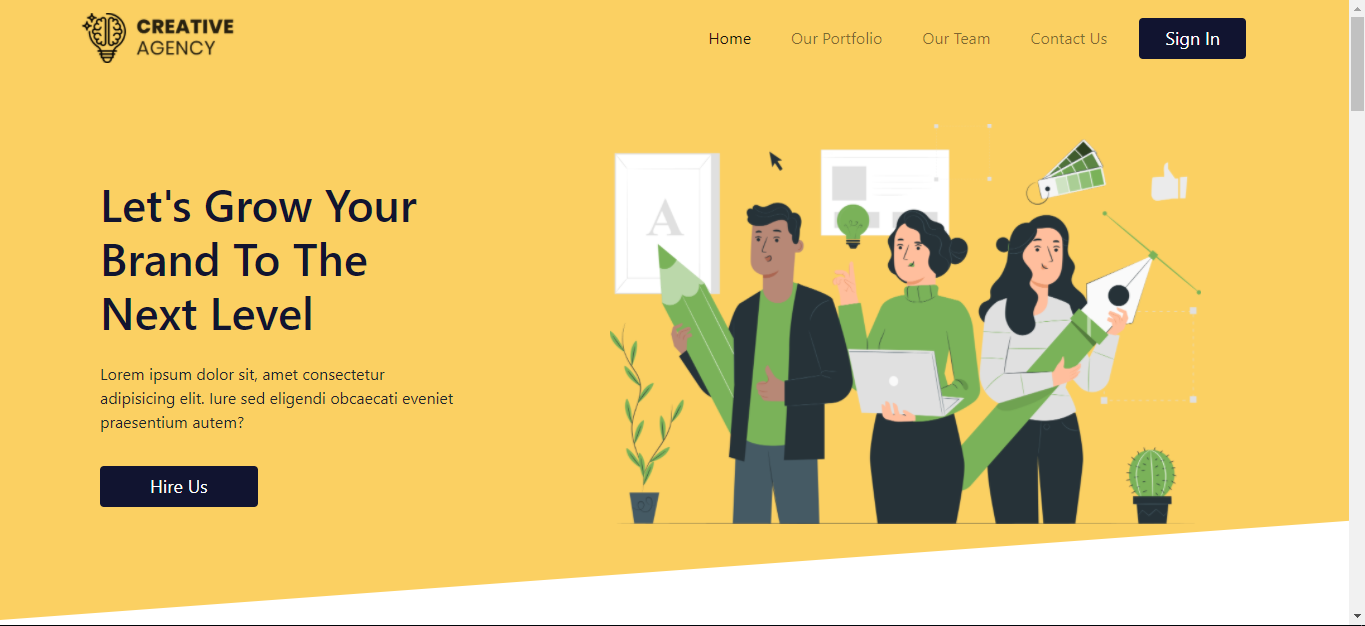 CREATIVE
AGENCY
Home
Our Portfolio
Our Team
Contact Us
Sign In
Let's Grow Your
Brand To The
Next Level
Lorem ipsum dolor sit, amet consectetur
adipisicing elit. Iure sed eligendi obcaecati eveniet
praesentium autem?
Hire Us
A